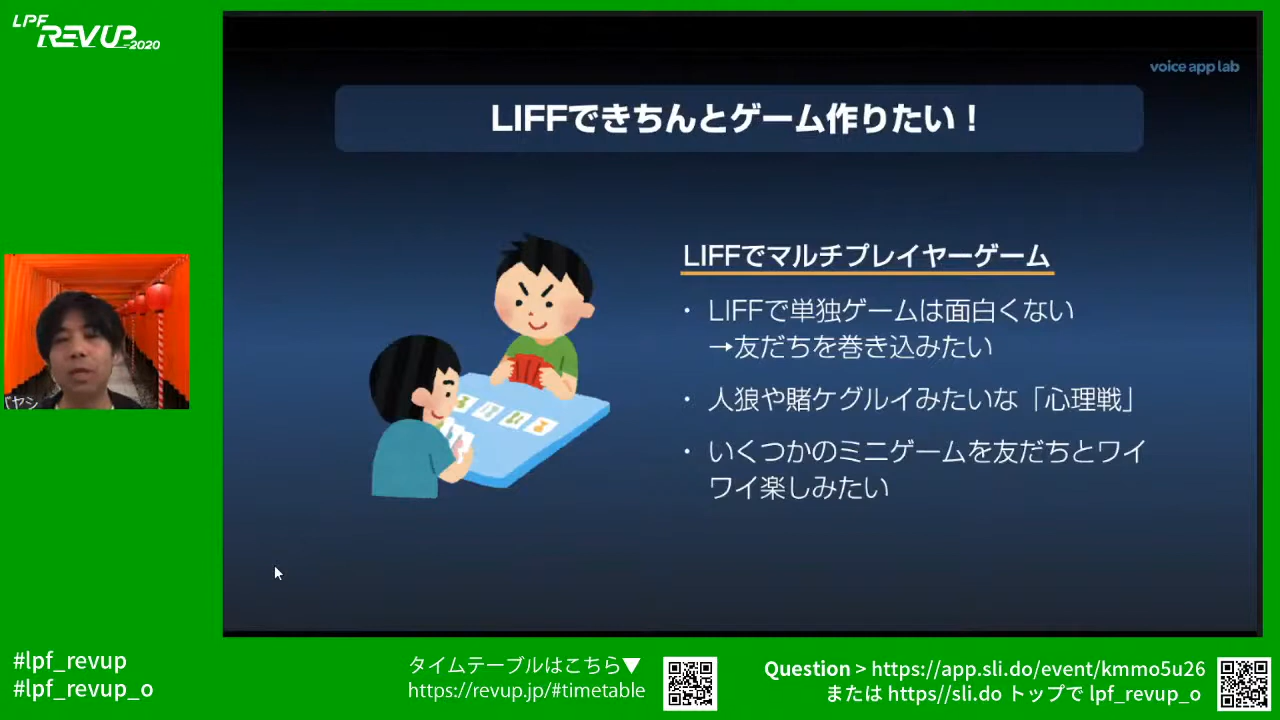 LPF
REVUP 2020
voice app lab
LIFFできちんとゲーム作りたい！
LIFFでマルチプレイヤーゲーム
・ LIFFで単独ゲームは面白くない
→友だちを巻き込みたい
・ 人狼や賭ケグルイみたいな「心理戦」
・ いくつかのミニゲームを友だちとワイ
ワイ楽しみたい
バヤシ
#lpf_revup
#lpf_revup_o
タイムテーブルはこちら▼
https://revup.jp/#timetable
Question > https://app.sli.do/event/kmmo5u26
または https//sli.do トップで lpf_revup_o